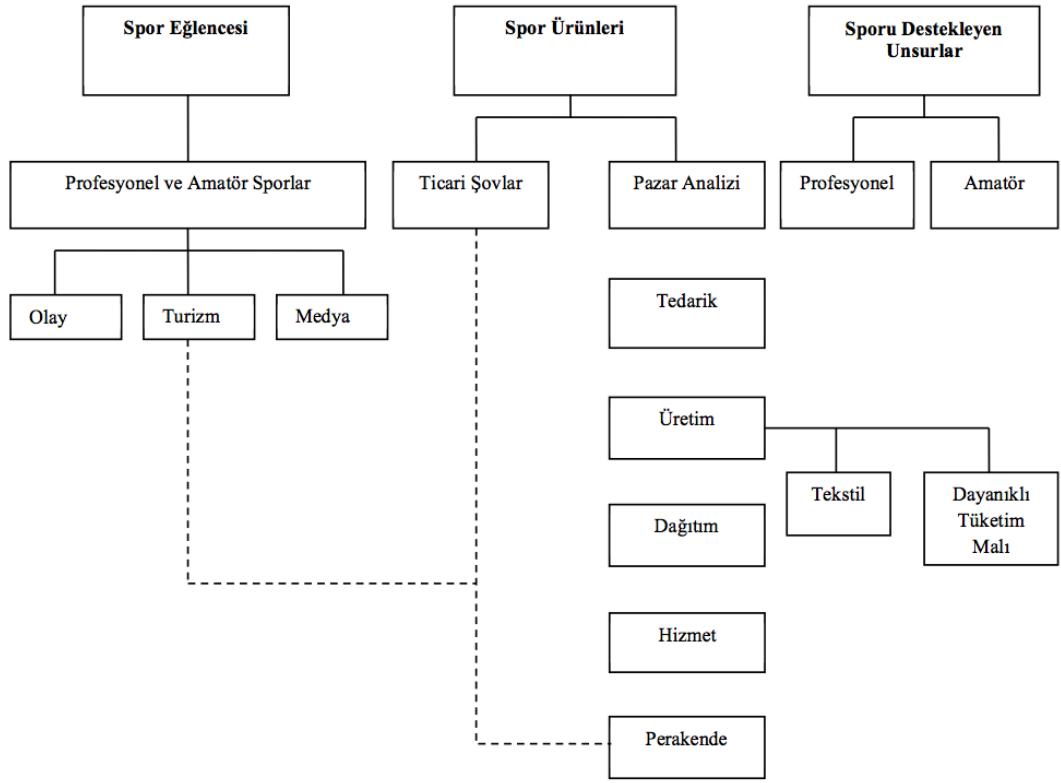 Spor Eğlencesi
Spor Ürünleri
Sporu Destekleyen
Unsurlar
Profesyonel ve Amatör Sporlar
Ticari Şovlar
Pazar Analizi
Profesyonel
Amatör
Olay
Turizm
Medya
Tedarik
Üretim
Tekstil
Dayanıklı
Tüketim
Malı
Dağıtım
Hizmet
Perakende